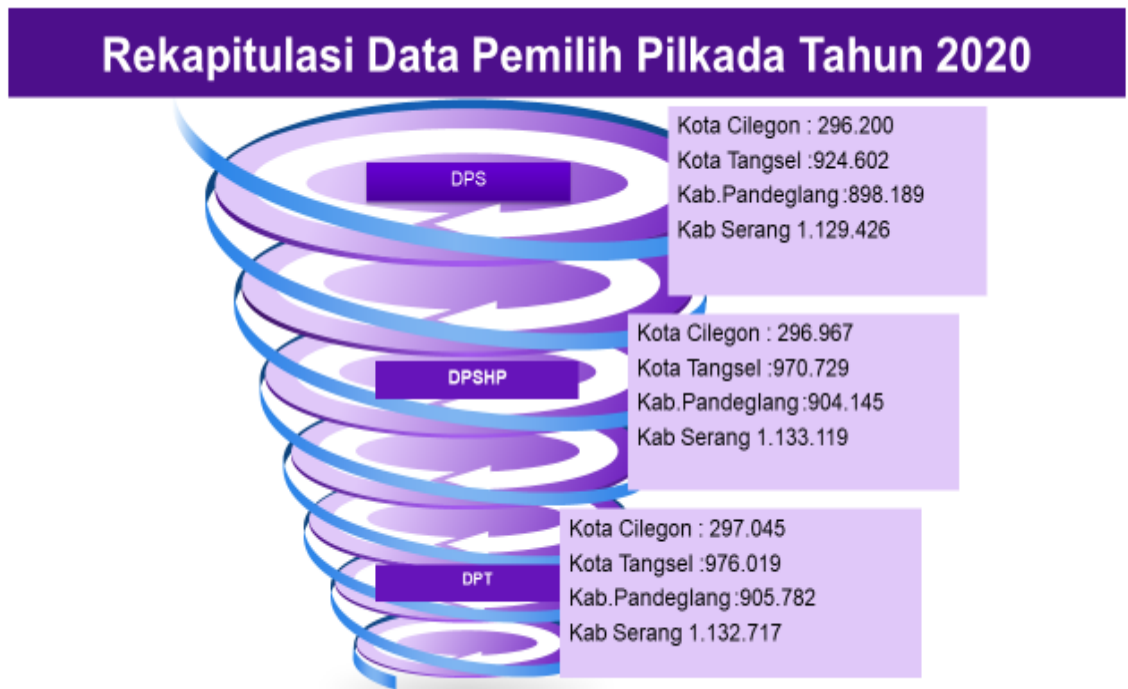 Rekapitulasi Data Pemilih Pilkada Tahun 2020
DPS
Kota Cilegon : 296.200
Kota Tangsel :924.602
Kab.Pandeglang :898.189
Kab Serang 1.129.426
DPSHP
Kota Cilegon : 296.967
Kota Tangsel :970.729
Kab.Pandeglang :904.145
Kab Serang 1.133.119
DPT
Kota Cilegon : 297.045
Kota Tangsel :976.019
Kab.Pandeglang :905.782
Kab Serang 1.132.717